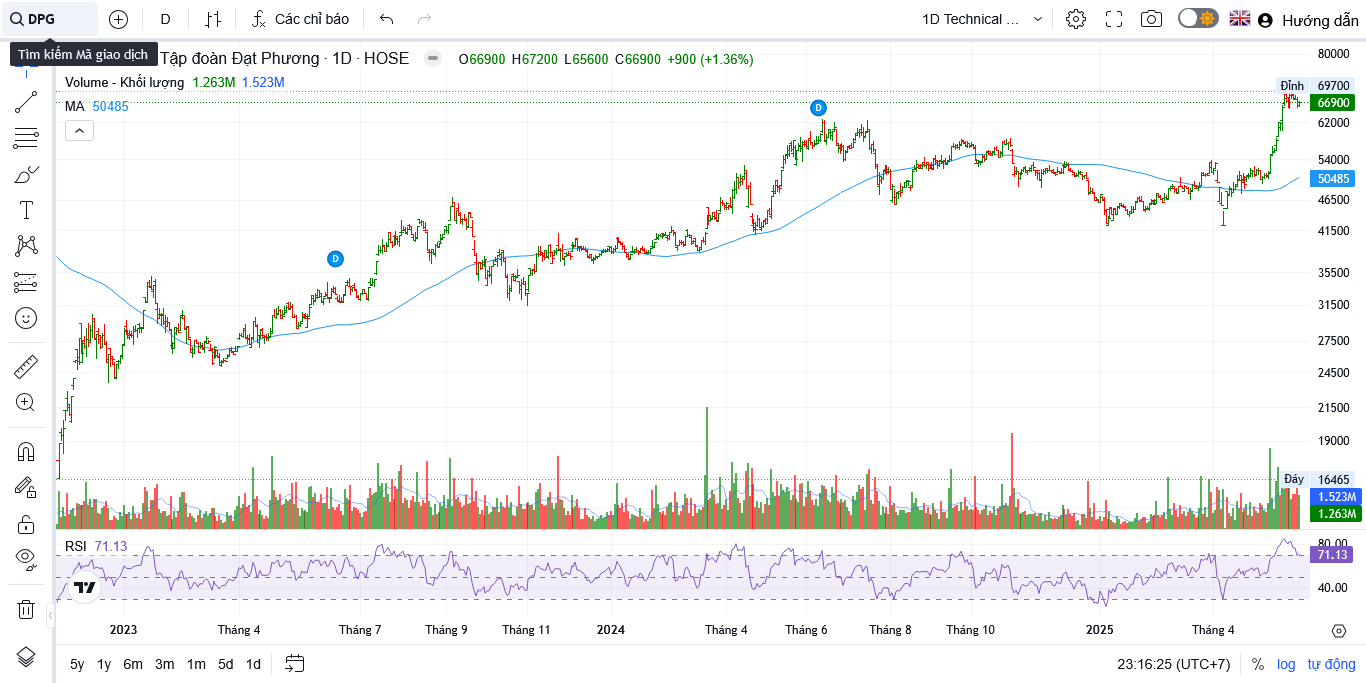 DPG D Các chỉ báo 1D Technical ... Hướng dẫn
Tìm kiếm Mã giao dịch
Tập đoàn Đạt Phương · 1D · HOSE O66900 H67200 L65600 C66900 +900 (+1.36%)
Volume - Khối lượng 1.263M 1.523M
MA 50485
D
D
80000
Đỉnh 69700
66900
62000
54000
50485
46500
41500
35500
31500
27500
24500
21500
19000
Đáy 16465
1.523M
1.263M
RSI 71.13
80.00
71.13
40.00
2023 Tháng 4 Tháng 7 Tháng 9 Tháng 11 2024 Tháng 4 Tháng 6 Tháng 8 Tháng 10 2025 Tháng 4
5y 1y 6m 3m 1m 5d 1d 23:16:25 (UTC+7) % log tự động